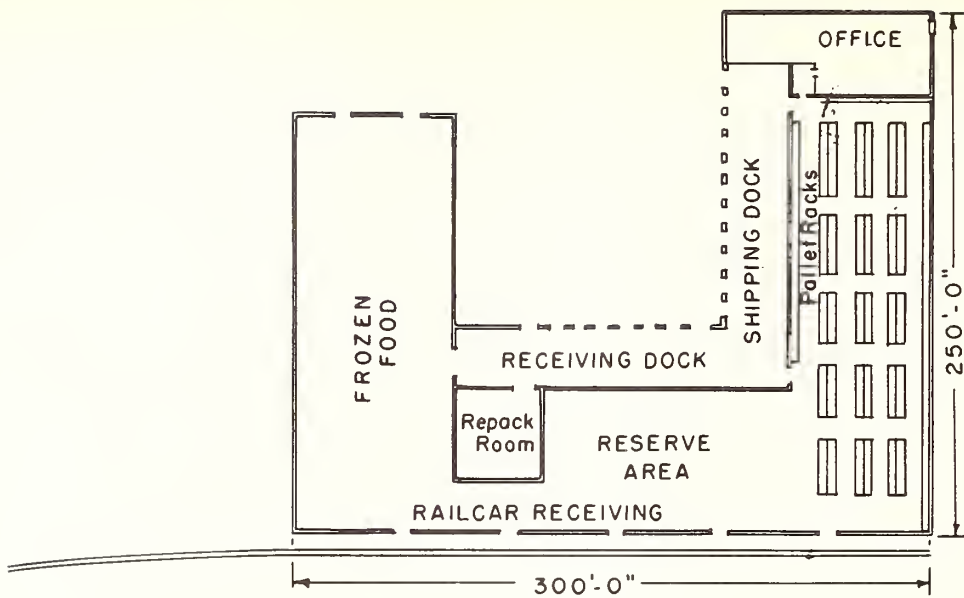 OFFICE
SHIPPING DOCK
Pallet Racks
250'-0"
FROZEN
FOOD
RECEIVING DOCK
Repack
Room
RESERVE
AREA
RAILCAR RECEIVING
300'-0"